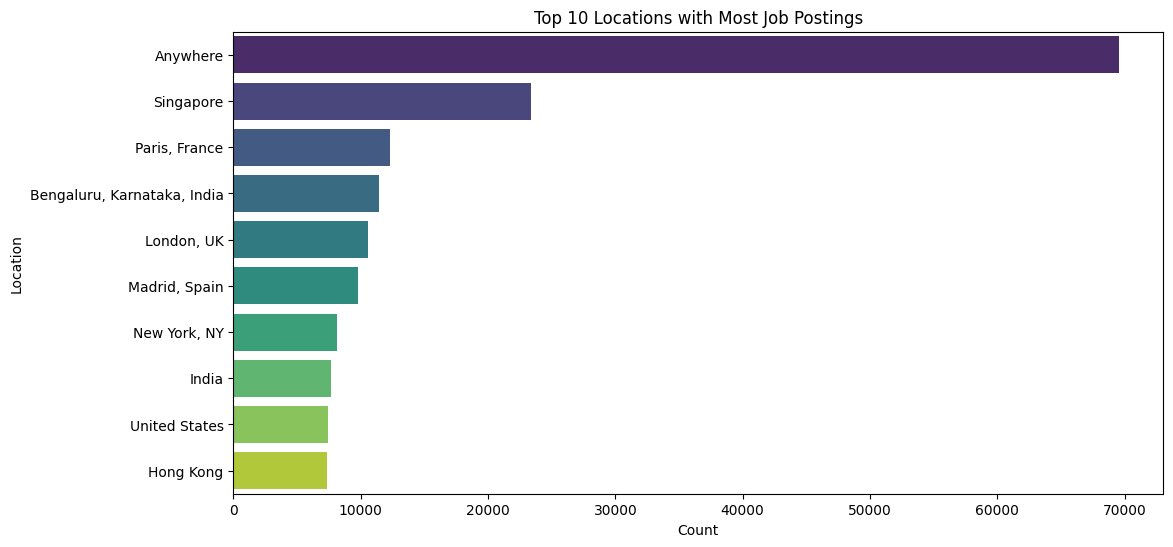 Top 10 Locations with Most Job Postings
Location
Anywhere
Singapore
Paris, France
Bengaluru, Karnataka, India
London, UK
Madrid, Spain
New York, NY
India
United States
Hong Kong
0 10000 20000 30000 40000 50000 60000 70000
Count